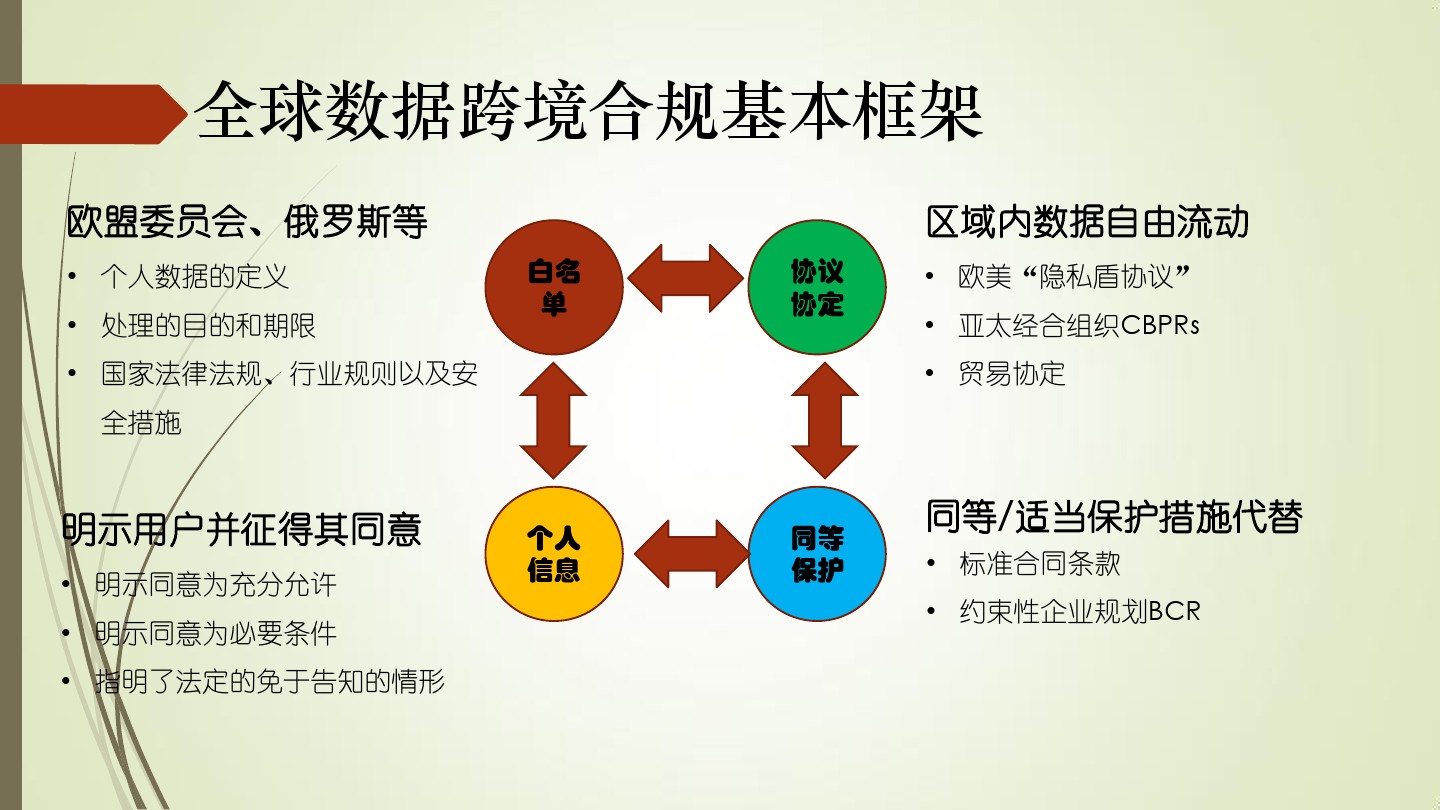 全球数据跨境合规基本框架
欧盟委员会、俄罗斯等
• 个人数据的定义
• 处理的目的和期限
• 国家法律法规、行业规则以及安
全措施
白名
单
协议
协定
区域内数据自由流动
• 欧美“隐私盾协议”
• 亚太经合组织CBPRs
• 贸易协定
明示用户并征得其同意
• 明示同意为充分允许
• 明示同意为必要条件
• 指明了法定的免于告知的情形
个人
信息
同等
保护
同等/适当保护措施代替
• 标准合同条款
• 约束性企业规划BCR